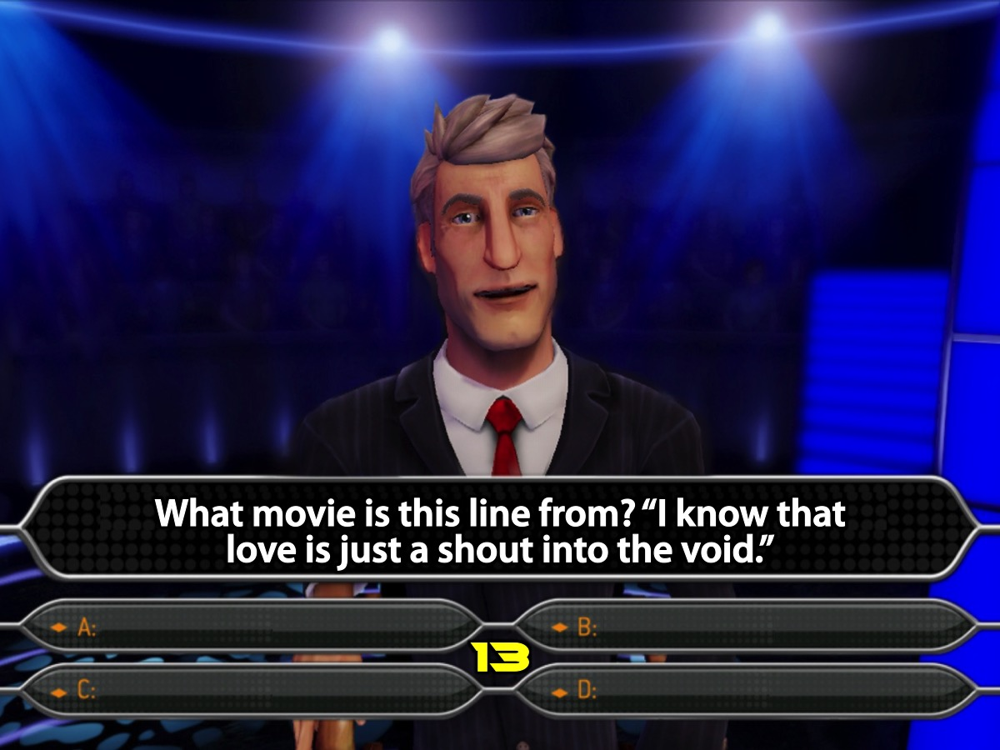 What movie is this line from? “I know that
love is just a shout into the void.”
A:
B:
13
C:
D: